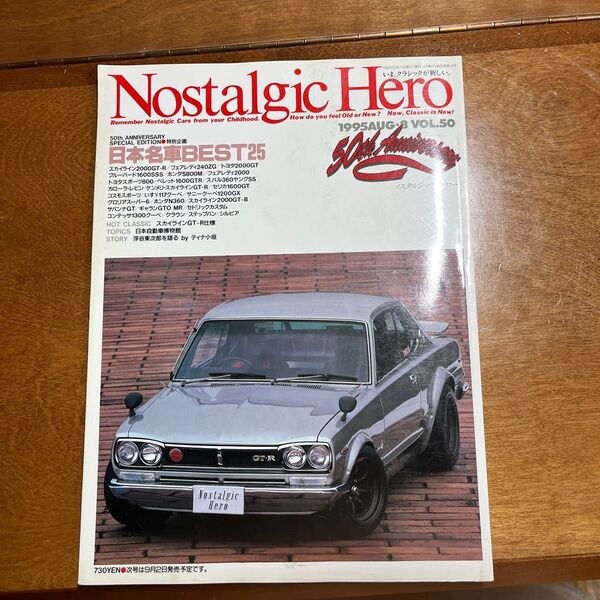 Nostalgic Hero
いま、クラシックが新しい。
Remember Nostalgic Cars from your Childhood. How do you feel Old or New? Now, Classic is New!
1995AUG・8 VOL.50
50th Anniversary
50th ANNIVERSARY
SPECIAL EDITION●特別企画
日本名車BEST25
スカイライン2000GT-R／フェアレディ240ZG／トヨタ2000GT
ブルーバード1600SSS／ホンダS800M／フェアレディ2000
トヨタスポーツ800／ベレット1600GTR／スバル360ヤングSS
カローラレビン／ケンメリ・スカイラインGT-R／セリカ1600GT
コスモスポーツ／いすゞ117クーペ／サニークーペ1200GX
グロリアスーパー6／ホンダN360／スカイライン2000GT-B
サバンナGT／ギャランGTO MR／セドリックカスタム
コンテッサ1300クーペ／クラウン／ステップバン／シルビア
HOT CLASSIC スカイラインGT-R仕様
TOPICS 日本自動車博物館
STORY 浮谷東次郎を語る by ティナ小垣
GT-R
Nostalgic
Hero
730YEN●次号は9月2日発売予定です。